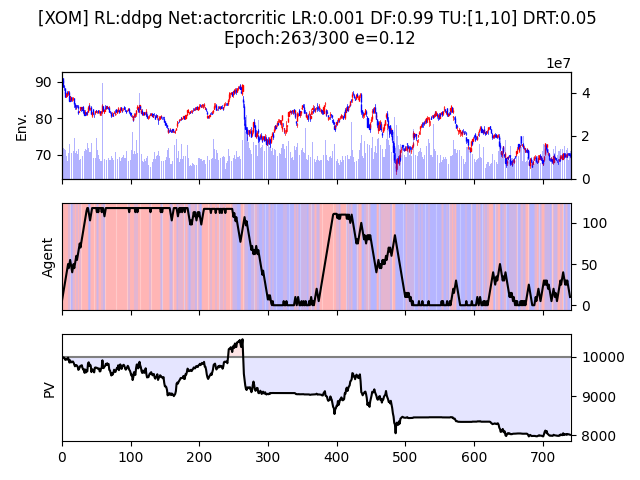 [XOM] RL:ddpg Net:actorcritic LR:0.001 DF:0.99 TU:[1,10] DRT:0.05
Epoch:263/300 e=0.12
1e7
90
80
70
Env.
4
2
0
Agent
100
50
0
PV
10000
9000
8000
0 100 200 300 400 500 600 700